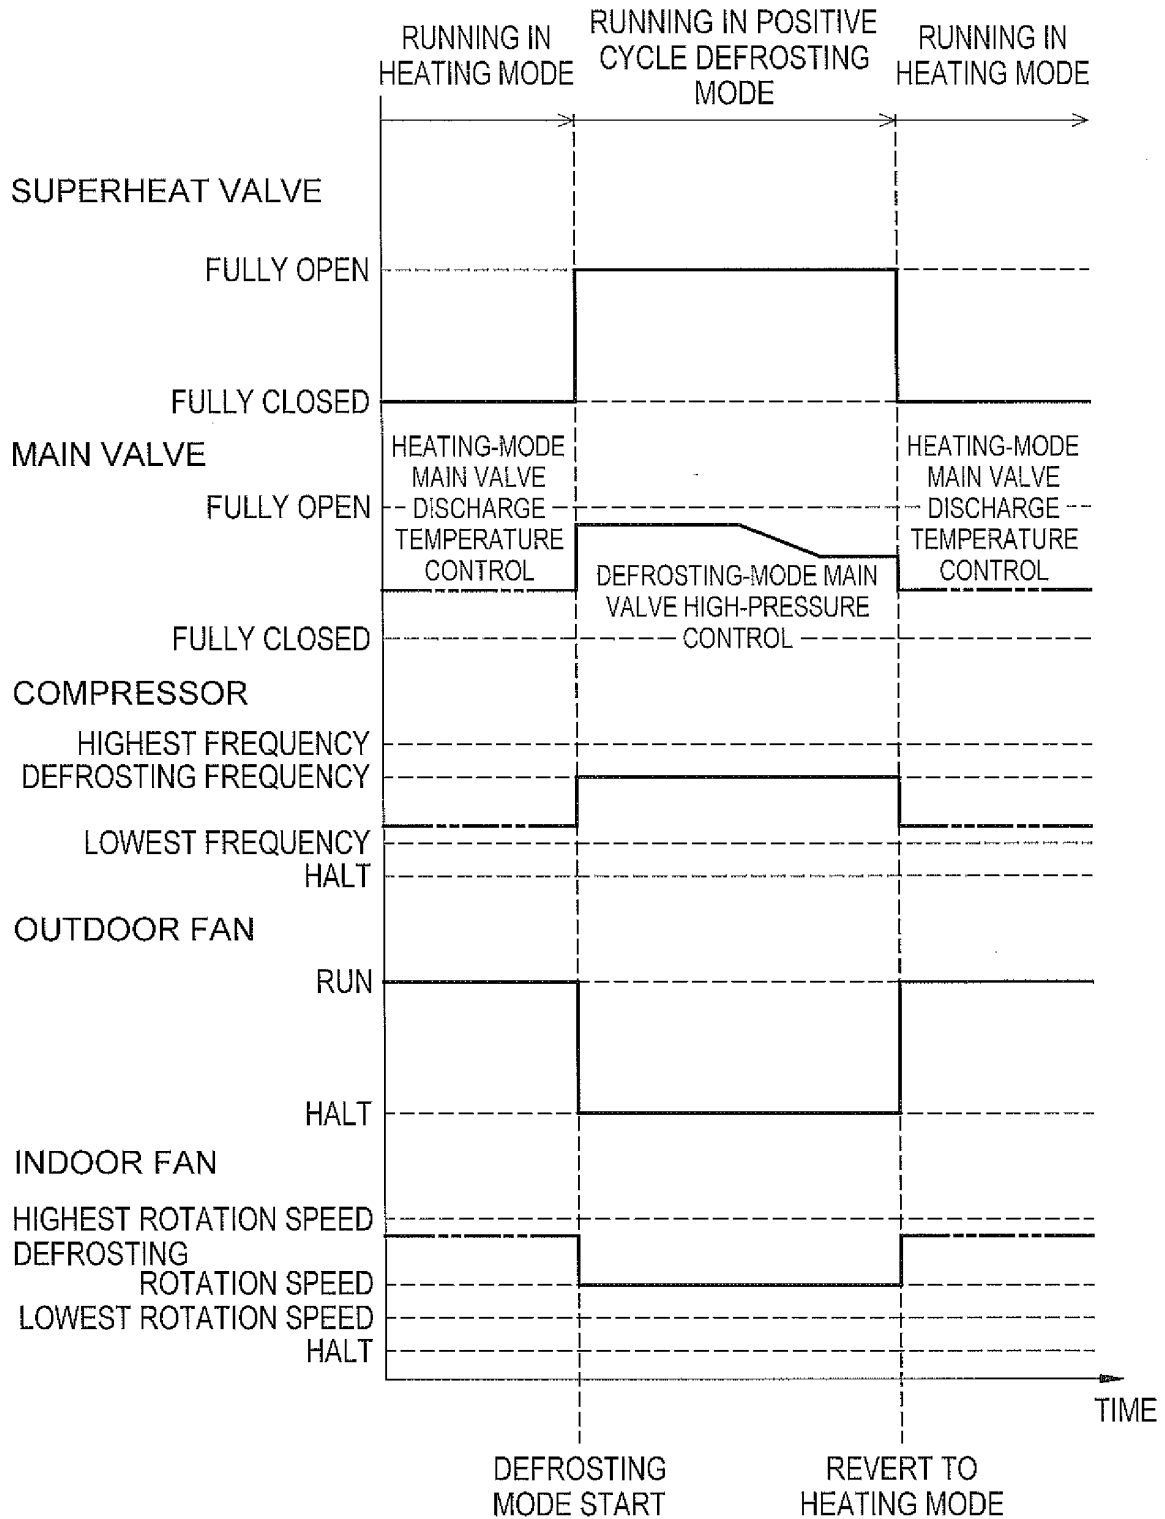 RUNNING IN
HEATING MODE
RUNNING IN POSITIVE
CYCLE DEFROSTING
MODE
RUNNING IN
HEATING MODE
SUPERHEAT VALVE
FULLY OPEN
FULLY CLOSED
MAIN VALVE
HEATING-MODE
MAIN VALVE
DISCHARGE
TEMPERATURE
CONTROL
HEATING-MODE
MAIN VALVE
DISCHARGE
TEMPERATURE
CONTROL
FULLY OPEN
DEFROSTING-MODE MAIN
VALVE HIGH-PRESSURE
CONTROL
FULLY CLOSED
COMPRESSOR
HIGHEST FREQUENCY
DEFROSTING FREQUENCY
LOWEST FREQUENCY
HALT
OUTDOOR FAN
RUN
HALT
INDOOR FAN
HIGHEST ROTATION SPEED
DEFROSTING
ROTATION SPEED
LOWEST ROTATION SPEED
HALT
TIME
DEFROSTING
MODE START
REVERT TO
HEATING MODE